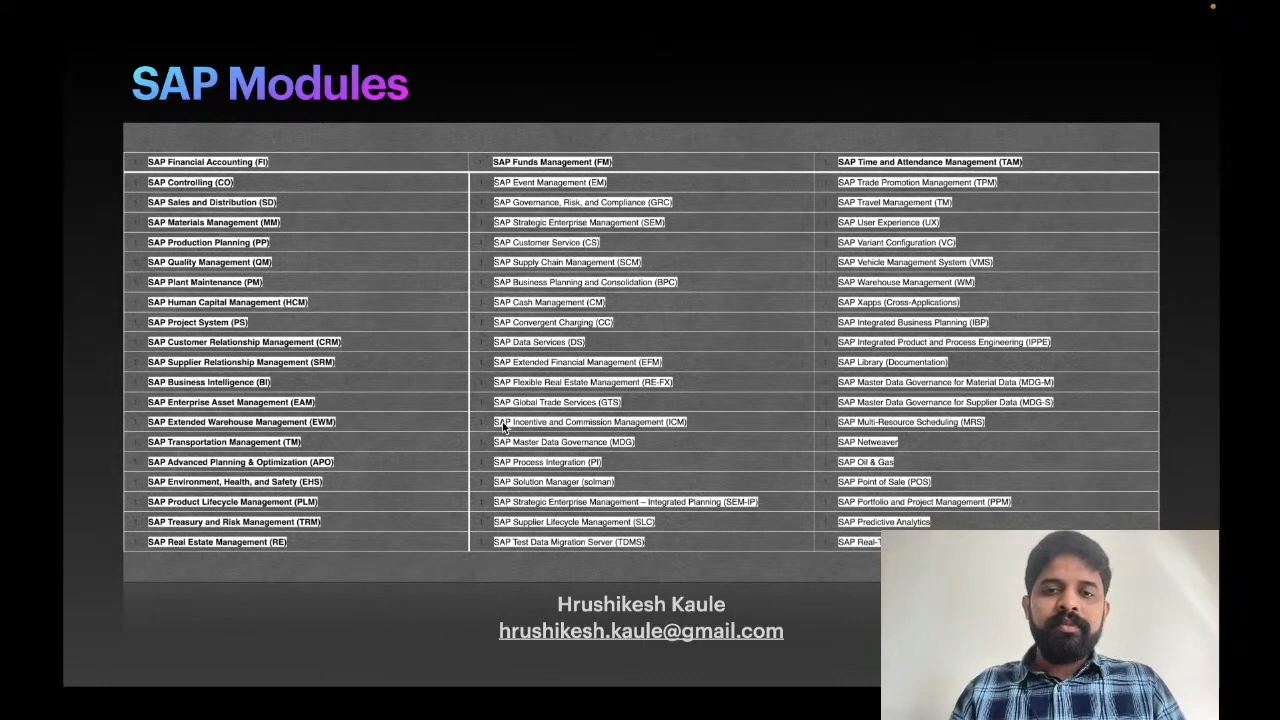 SAP Modules
SAP Financial Accounting (FI) SAP Funds Management (FM) SAP Time and Attendance Management (TAM)
SAP Controlling (CO) SAP Event Management (EM) SAP Trade Promotion Management (TPM)
SAP Sales and Distribution (SD) SAP Governance, Risk, and Compliance (GRC) SAP Travel Management (TM)
SAP Materials Management (MM) SAP Strategic Enterprise Management (SEM) SAP User Experience (UX)
SAP Production Planning (PP) SAP Customer Service (CS) SAP Variant Configuration (VC)
SAP Quality Management (QM) SAP Supply Chain Management (SCM) SAP Vehicle Management System (VMS)
SAP Plant Maintenance (PM) SAP Business Planning and Consolidation (BPC) SAP Warehouse Management (WM)
SAP Human Capital Management (HCM) SAP Cash Management (CM) SAP Xapps (Cross-Applications)
SAP Project System (PS) SAP Convergent Charging (CC) SAP Integrated Business Planning (IBP)
SAP Customer Relationship Management (CRM) SAP Data Services (DS) SAP Integrated Product and Process Engineering (IPPE)
SAP Supplier Relationship Management (SRM) SAP Extended Financial Management (EFM) SAP Library (Documentation)
SAP Business Intelligence (BI) SAP Flexible Real Estate Management (RE-FX) SAP Master Data Governance for Material Data (MDG-M)
SAP Enterprise Asset Management (EAM) SAP Global Trade Services (GTS) SAP Master Data Governance for Supplier Data (MDG-S)
SAP Extended Warehouse Management (EWM) SAP Incentive and Commission Management (ICM) SAP Multi-Resource Scheduling (MRS)
SAP Transportation Management (TM) SAP Master Data Governance (MDG) SAP Netweaver
SAP Advanced Planning & Optimization (APO) SAP Process Integration (PI) SAP Oil & Gas
SAP Environment, Health, and Safety (EHS) SAP Solution Manager (solman) SAP Point of Sale (POS)
SAP Product Lifecycle Management (PLM) SAP Strategic Enterprise Management – Integrated Planning (SEM-IP) SAP Portfolio and Project Management (PPM)
SAP Treasury and Risk Management (TRM) SAP Supplier Lifecycle Management (SLC) SAP Predictive Analytics
SAP Real Estate Management (RE) SAP Test Data Migration Server (TDMS) SAP
Hrushikesh Kaule
hrushikesh.kaule@gmail.com